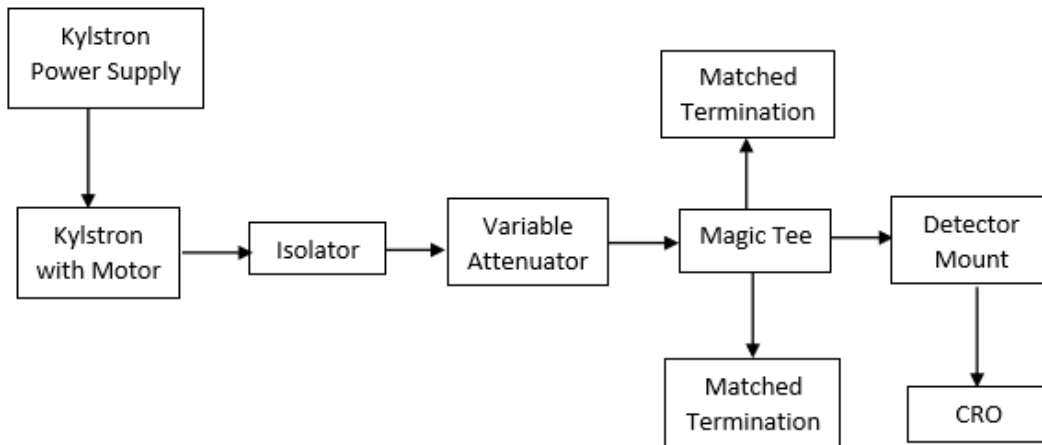 Kylstron
Power Supply
Matched
Termination
Kylstron
with Motor
Isolator
Variable
Attenuator
Magic Tee
Detector
Mount
Matched
Termination
CRO